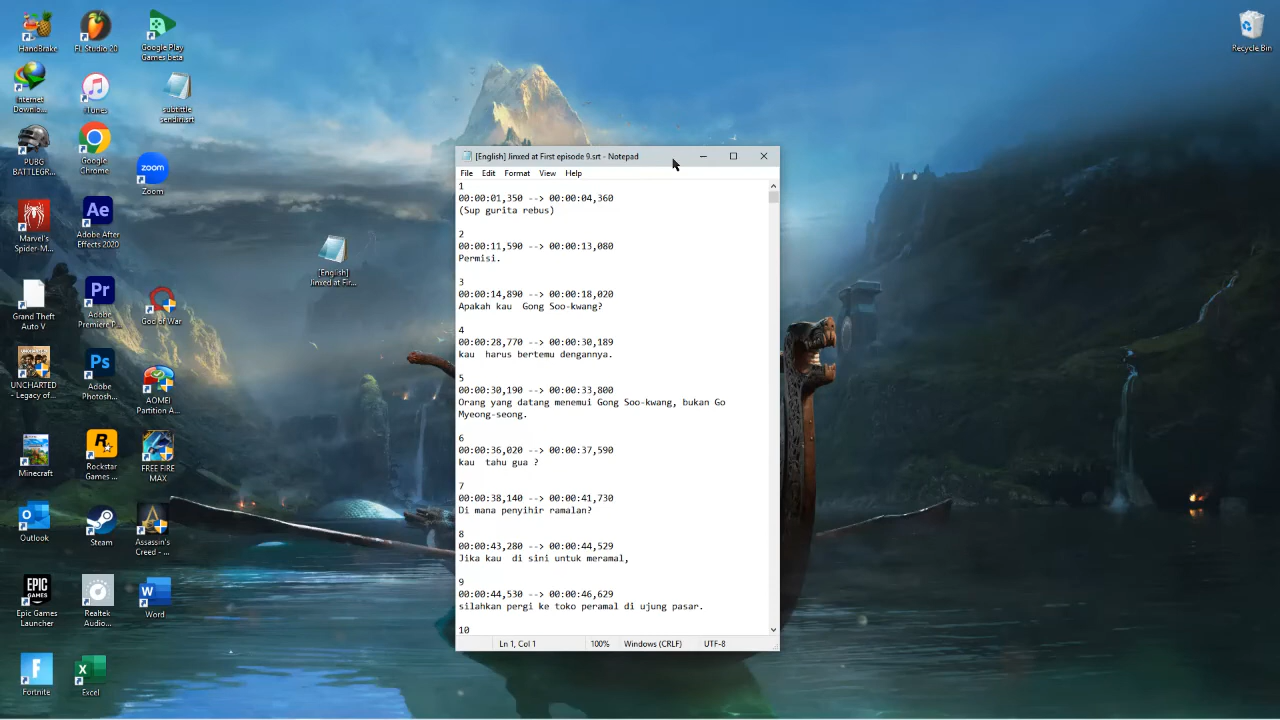 HandBrake
FL Studio 20
Google Play
Games beta
Recycle Bin
Internet
Downlo...
iTunes
subtitle
sendiri.srt
PUBG
BATTLEGR...
Google
Chrome
zoom
Zoom
Marvel's
Spider-M...
Ae
Adobe After
Effects 2020
[English]
Jinxed at Fir...
Grand Theft
Auto V
Pr
Adobe
Premiere P...
God of War
UNCHARTED
- Legacy of...
Ps
Adobe
Photosh...
AOMEI
Partition A...
Minecraft
Rockstar
Games ...
FREE FIRE
MAX
Outlook
Steam
Assassin's
Creed - ...
EPIC
GAMES
Epic Games
Launcher
Realtek
Audio...
Word
Fortnite
Excel
[English] Jinxed at First episode 9.srt - Notepad
File Edit Format View Help
1
00:00:01,350 --> 00:00:04,360
(Sup gurita rebus)
2
00:00:11,590 --> 00:00:13,080
Permisi.
3
00:00:14,890 --> 00:00:18,020
Apakah kau  Gong Soo-kwang?
4
00:00:28,770 --> 00:00:30,189
kau  harus bertemu dengannya.
5
00:00:30,190 --> 00:00:33,800
Orang yang datang menemui Gong Soo-kwang, bukan Go
Myeong-seong.
6
00:00:36,020 --> 00:00:37,590
kau  tahu gua ?
7
00:00:38,140 --> 00:00:41,730
Di mana penyihir ramalan?
8
00:00:43,280 --> 00:00:44,529
Jika kau  di sini untuk meramal,
9
00:00:44,530 --> 00:00:46,629
silahkan pergi ke toko peramal di ujung pasar.
10
Ln 1, Col 1 100% Windows (CRLF) UTF-8